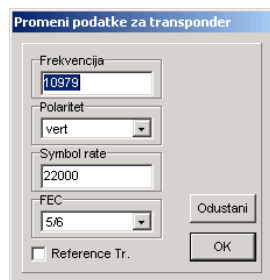 Promeni podatke za transponder
Frekvencija
10979
Polaritet
vert
Symbol rate
22000
FEC
5/6
Odustani
Reference Tr.
OK